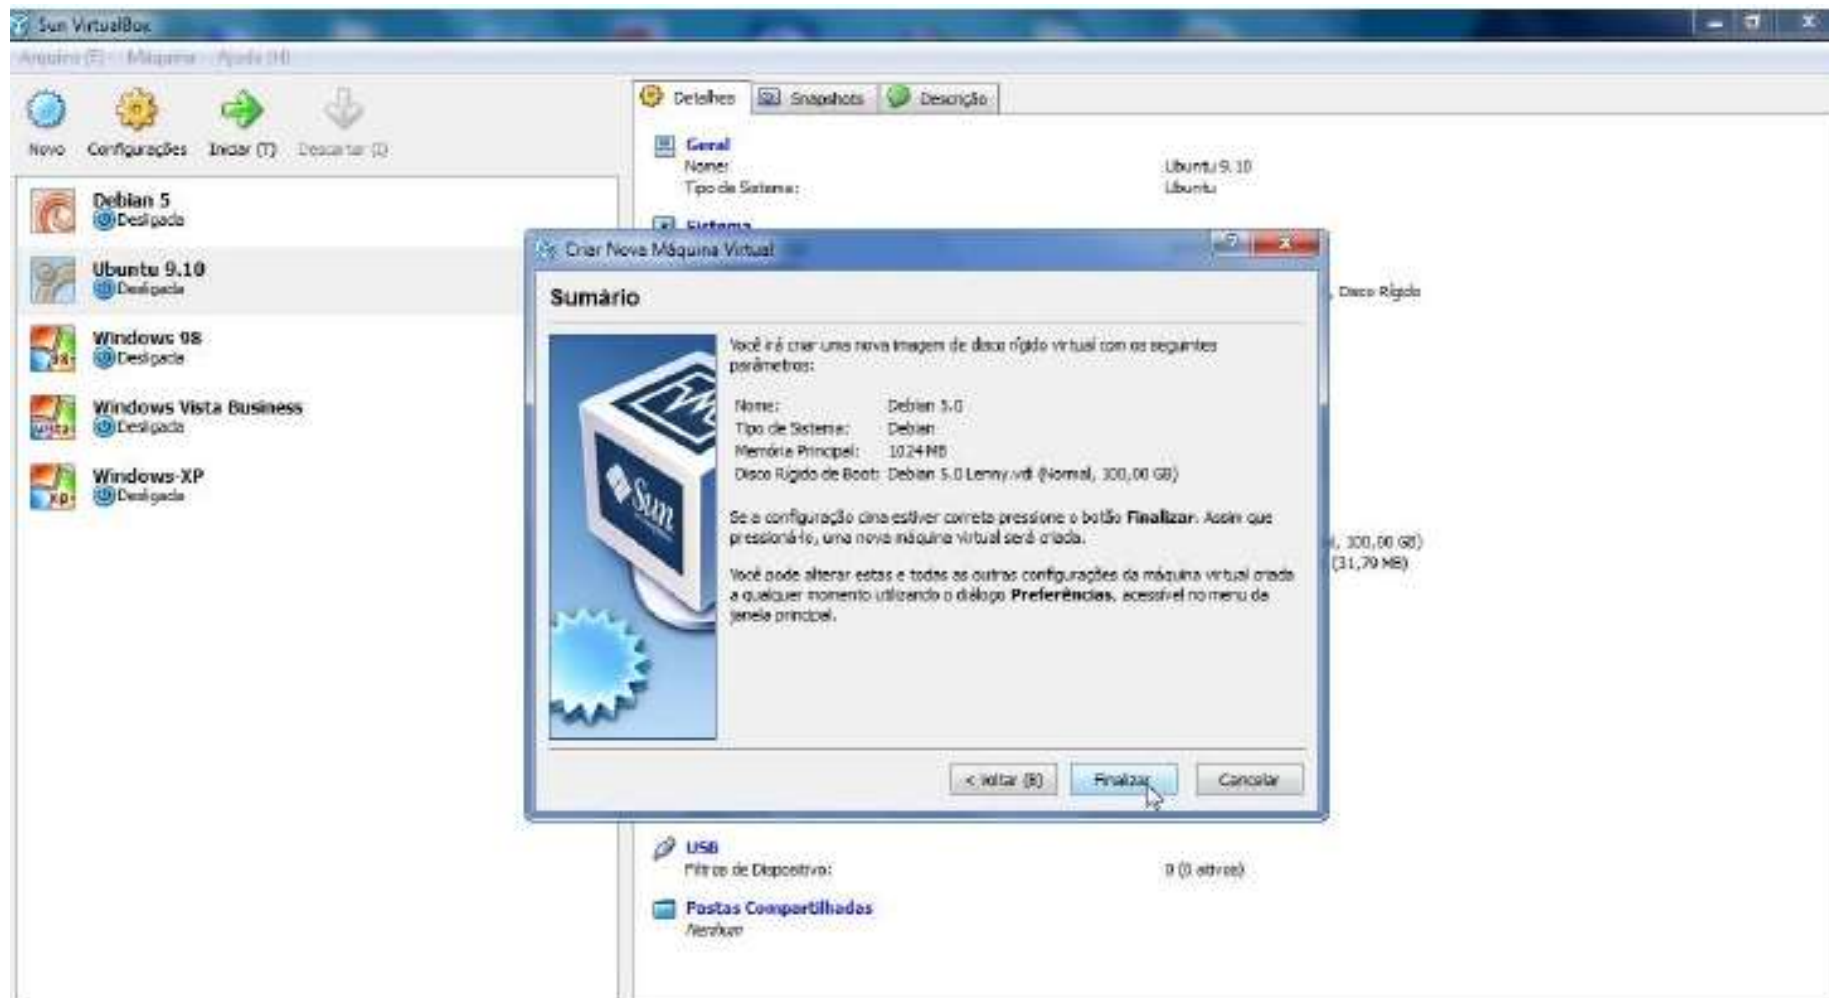 Sun VirtualBox
Arquivo (F) Máquina Ajuda (H)
Novo Configurações Iniciar (T) Descartar (D)
Debian 5
Desligada
Ubuntu 9.10
Desligada
Windows 98
Desligada
Windows Vista Business
Desligada
Windows-XP
Desligada
Detalhes Snapshots Descrição
Geral
Nome: Ubuntu 9.10
Tipo de Sistema: Ubuntu
Sistema
, Disco Rígido
, 100,00 GB)
(31,79 MB)
Criar Nova Máquina Virtual
Sumário
Você irá criar uma nova imagem de disco rígido virtual com os seguintes
parâmetros:
Nome: Debian 5.0
Tipo de Sistema: Debian
Memória Principal: 1024 MB
Disco Rígido de Boot: Debian 5.0 Lenny.vdi (Normal, 100,00 GB)
Se a configuração cima estiver correta pressione o botão Finalizar. Assim que
pressioná-lo, uma nova máquina virtual será criada.
Você pode alterar estas e todas as outras configurações da máquina virtual criada
a qualquer momento utilizando o diálogo Preferências, acessível no menu da
janela principal.
< Voltar (B) Finalizar Cancelar
USB
Filtros de Dispositivo: 0 (0 ativos)
Pastas Compartilhadas
Nenhum
Sun